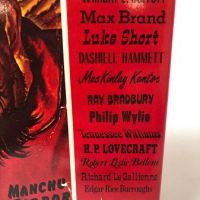 Max Brand
Luke Short
DASHIELL HAMMETT
MacKinlay Kantor
RAY BRADBURY
Philip Wylie
Tennessee Williams
H.P. LOVECRAFT
Robert Leslie Bellem
Richard Le Gallienne
Edgar Rice Burroughs
MANCHU